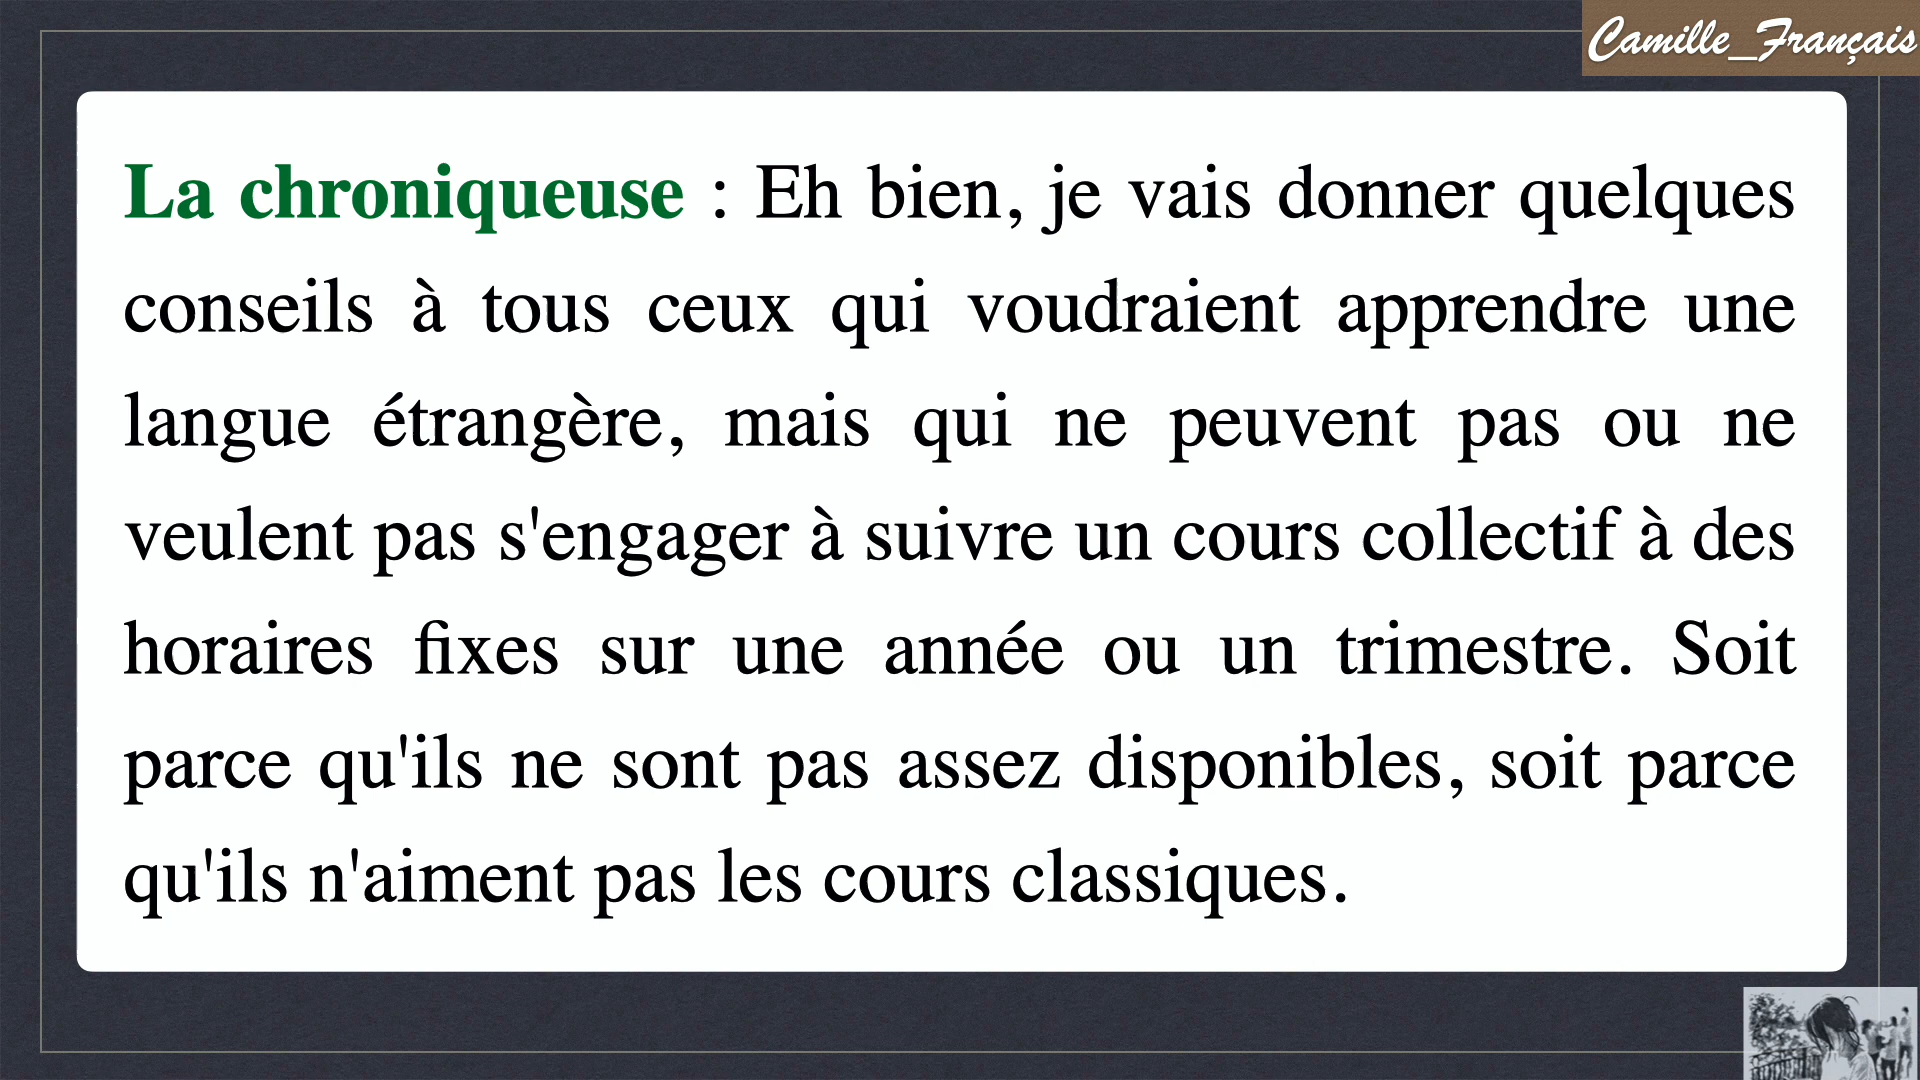 Camille_Français
La chroniqueuse : Eh bien, je vais donner quelques
conseils à tous ceux qui voudraient apprendre une
langue étrangère, mais qui ne peuvent pas ou ne
veulent pas s'engager à suivre un cours collectif à des
horaires fixes sur une année ou un trimestre. Soit
parce qu'ils ne sont pas assez disponibles, soit parce
qu'ils n'aiment pas les cours classiques.